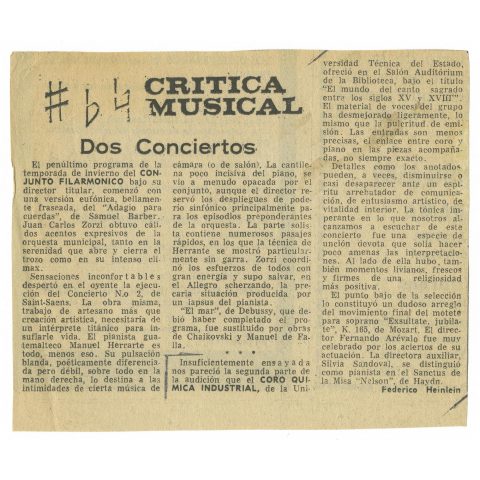 # b ♮
CRITICA
MUSICAL
Dos Conciertos
El penúltimo programa de la
temporada de invierno del CON-
JUNTO FILARMONICO bajo su
director titular, comenzó con
una versión eufónica, bellamen-
te fraseada, del "Adagio para
cuerdas", de Samuel Barber.
Juan Carlos Zorzi obtuvo cáli-
dos acentos expresivos de la
orquesta municipal, tanto en la
serenidad que abre y cierra el
trozo como en su intenso clí-
max.
Sensaciones inconfortables
despertó en el oyente la ejecu-
ción del Concierto N.o 2, de
Saint-Saens. La obra misma,
trabajo de artesano más que
creación artística, necesitaría de
un intérprete titánico para in-
suflarle vida. El pianista gua-
temalteco Manuel Herrarte es
todo, menos eso. Su pulsación
blanda, poéticamente diferencia-
da pero débil, sobre todo en la
mano derecha, lo destina a las
intimidades de cierta música de
cámara (o de salón). La cantile-
na poco incisiva del piano, se
vio a menudo opacada por el
conjunto, aunque el director re-
servó los despliegues de pode-
río para los episodios preponderantes
de la orquesta. La parte solís-
tica contiene numerosos pasajes
rápidos, en los que la técnica de
Herrarte se mostró particular-
mente sin garra. Zorzi coordi-
nó los esfuerzos de todos con
gran energía y supo salvar, en
el Allegro scherzando, la pre-
caria situación producida por
un lapsus del pianista.
"El mar", de Debussy, que de-
bió haber completado el pro-
grama, fue sustituido por obras
de Chaikovski y Manuel de Fa-
lla.
Insuficientemente ensayada
nos pareció la segunda parte de
la audición que el CORO QUI-
MICA INDUSTRIAL, de la Uni-
versidad Técnica del Estado,
ofreció en el Salón Auditórium
de la Biblioteca, bajo el título
"El mundo del canto sagrado
entre los siglos XV y XVIII".
El material de voces del grupo
ha desmejorado ligeramente, lo
mismo que la pulcritud de emi-
sión. Las entradas son menos
precisas, el enlace entre coro y
piano en las piezas acompaña-
das, no siempre exacto.
Detalles como los anotados
pueden, a veces, disminuirse o
casi desaparecer ante un espí-
ritu arrebatador de comunica-
ción, de entusiasmo artístico, de
vitalidad interior. La tónica im-
perante en lo que nosotros al-
canzamos a escuchar de este
concierto fue una especie de
unción devota que solía hacer
poco amenas las interpretacio-
nes. Al lado de ella hubo, tam-
bién momentos livianos, frescos
y firmes de una religiosidad
más positiva.
El punto bajo de la selección
lo constituyó un dudoso arreglo
del movimiento final del motete
para soprano "Exsultate, jubila-
te", K. 165, de Mozart. El direc-
tor Fernando Arévalo fue muy
celebrado por los aciertos de su
actuación. La directora auxiliar,
Silvia Sandoval, se distinguió
como pianista en el Sanctus de
la Misa "Nelson", de Haydn.
Federico Heinlein